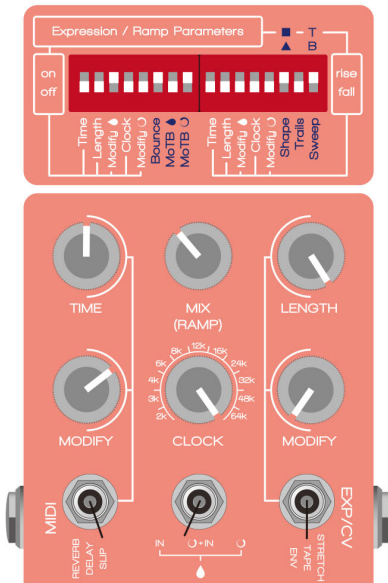 Expression / Ramp Parameters
T
B
on
off
rise
fall
Time
Length
Modify
Clock
Modify
Bounce
MoTB
MoTB
Time
Length
Modify
Clock
Modify
Shape
Trails
Sweep
TIME
MIX
(RAMP)
LENGTH
2k 3k 4k 6k 8k 12k 16k 24k 32k 48k 64k
MODIFY
CLOCK
MODIFY
MIDI
REVERB
DELAY
SLIP
IN
+IN
EXP/CV
STRETCH
TAPE
ENV